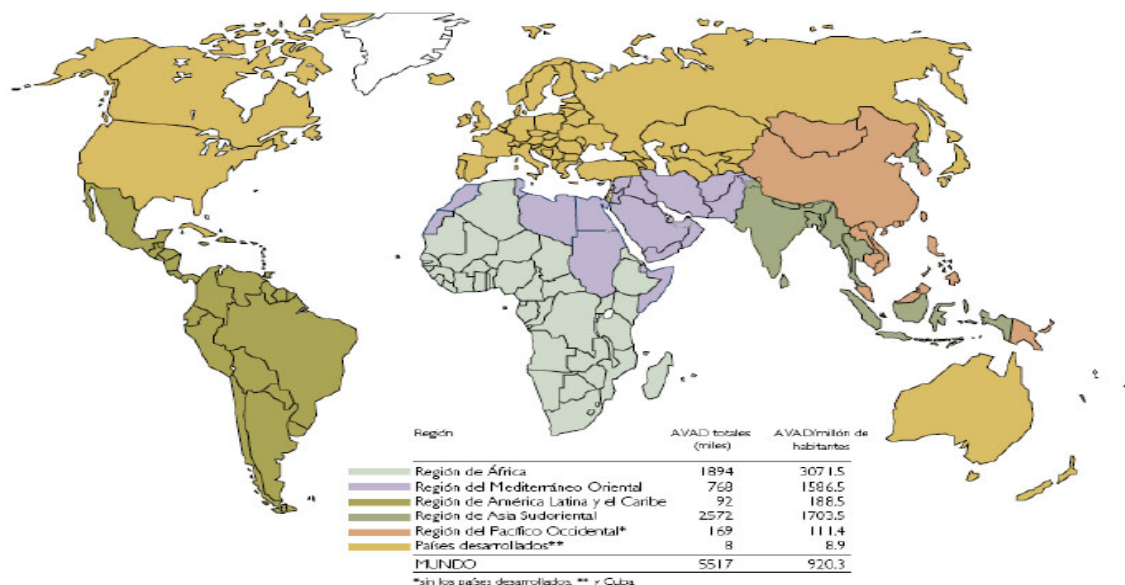 Región AVAD totales AVAD/millón de
(miles) habitantes
Región de África 1894 3071.5
Región del Mediterráneo Oriental 768 1586.5
Región de América Latina y el Caribe 92 188.5
Región de Asia Sudoriental 2572 1703.5
Región del Pacífico Occidental* 169 111.4
Países desarrollados** 8 8.9
MUNDO 5517 920.3
*sin los países desarrollados. ** y Cuba.